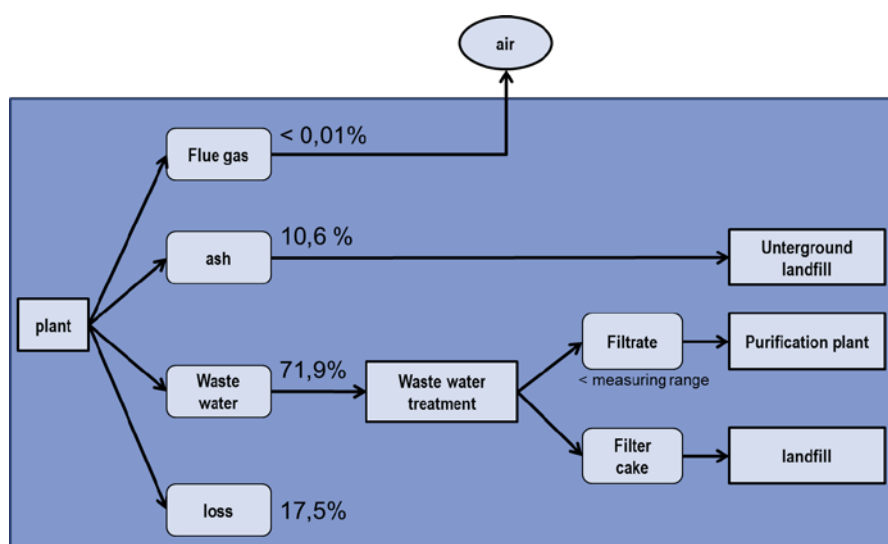 air
< 0,01%
Flue gas
10,6 %
ash
Unterground
landfill
plant
Filtrate
Purification plant
< measuring range
71,9%
Waste
water
Waste water
treatment
Filter
cake
landfill
loss
17,5%